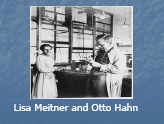 Lisa Meitner and Otto Hahn